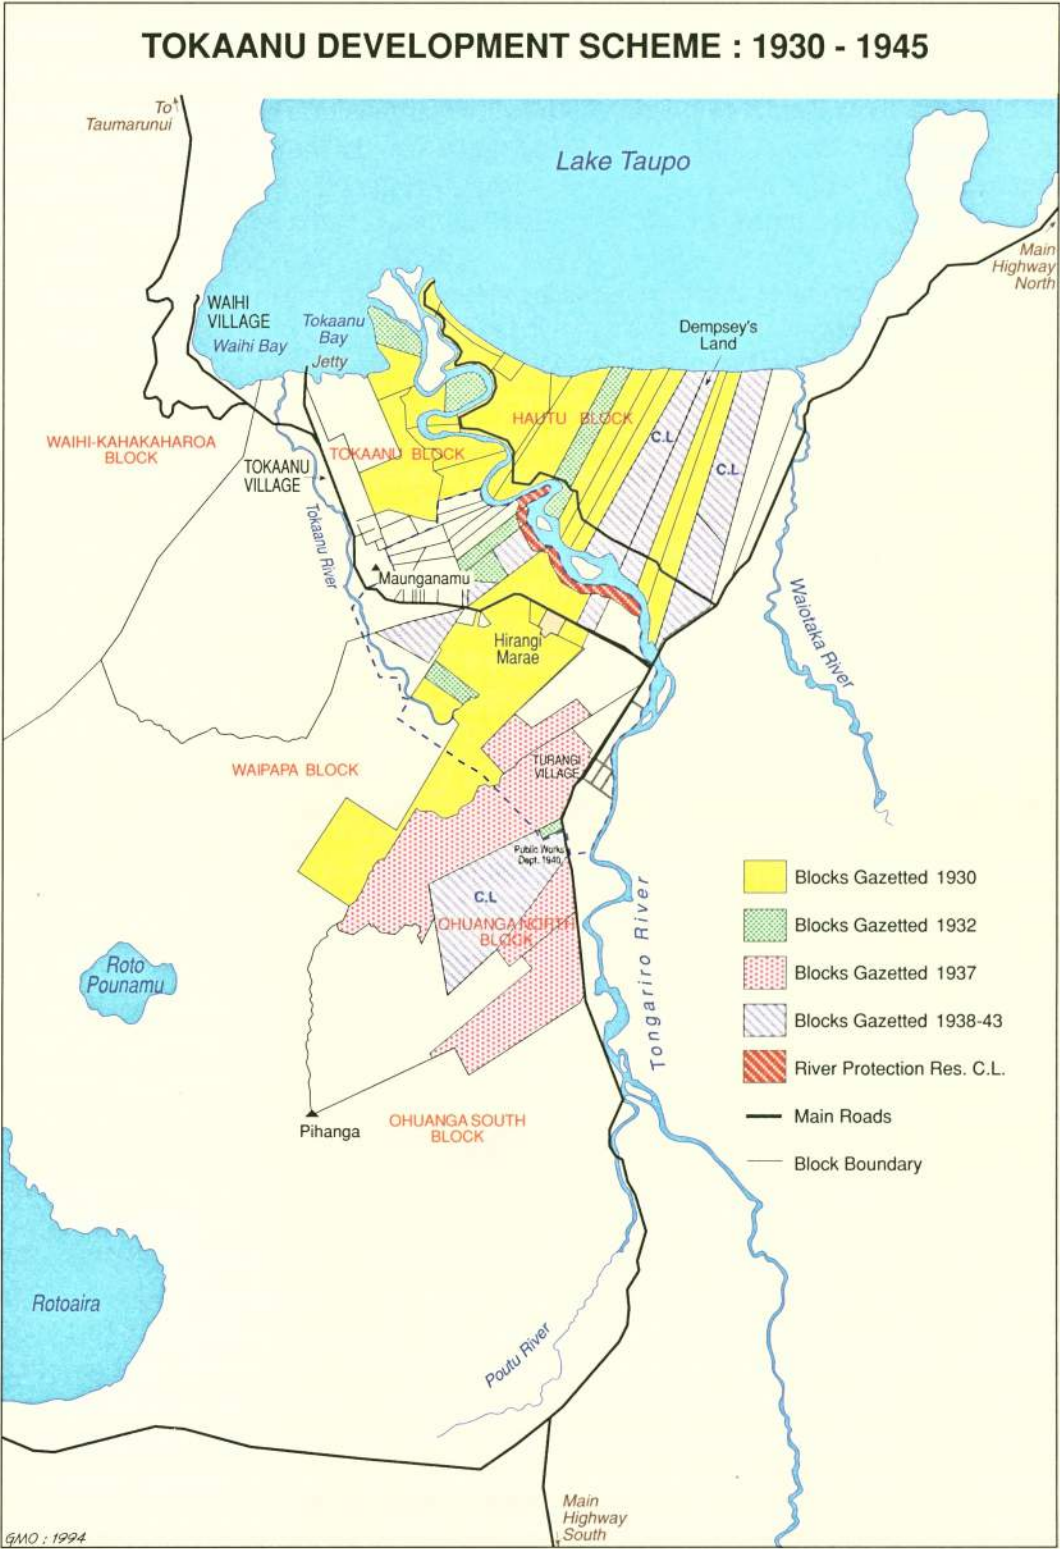 TOKAANU DEVELOPMENT SCHEME : 1930 - 1945
To
Taumarunui
Lake Taupo
Main
Highway
North
WAIHI
VILLAGE
Waihi Bay
Tokaanu
Bay
Jetty
Dempsey's
Land
HAUTU BLOCK
C.L.
C.L.
WAIHI-KAHAKAHAROA
BLOCK
TOKAANU BLOCK
TOKAANU
VILLAGE
Tokaanu River
Maunganamu
Waiotaka River
Hirangi
Marae
WAIPAPA BLOCK
TURANGI
VILLAGE
Public Works
Dept. 1940
C.L
OHUANGA NORTH
BLOCK
Tongariro River
Roto
Pounamu
Blocks Gazetted 1930
Blocks Gazetted 1932
Blocks Gazetted 1937
Blocks Gazetted 1938-43
River Protection Res. C.L.
Main Roads
Block Boundary
Pihanga
OHUANGA SOUTH
BLOCK
Rotoaira
Poutu River
Main
Highway
South
GMO : 1994